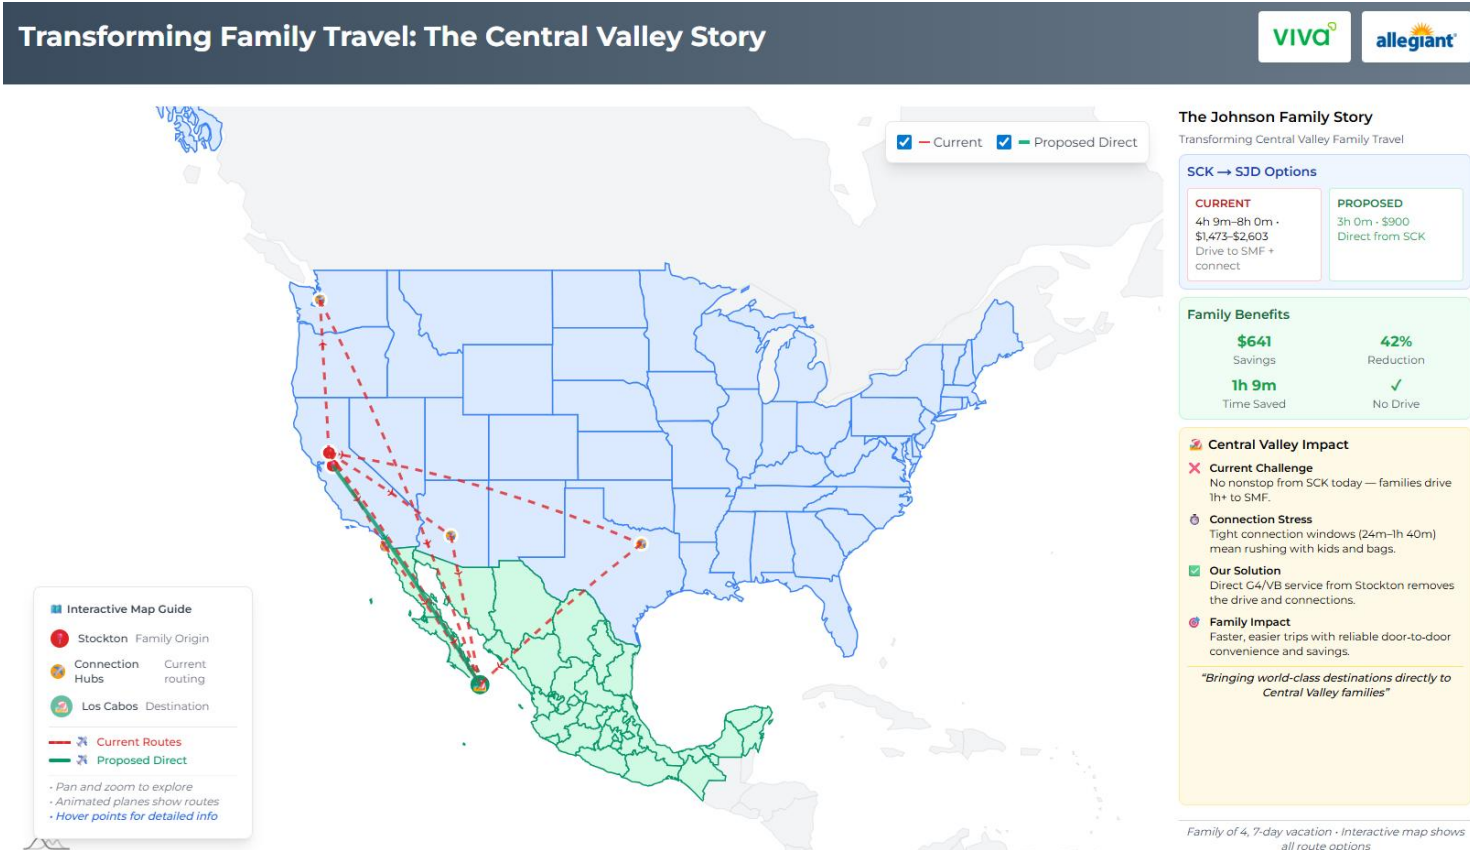 Transforming Family Travel: The Central Valley Story
viva
allegiant
Current
Proposed Direct
Interactive Map Guide
Stockton Family Origin
Connection Hubs Current routing
Los Cabos Destination
Current Routes
Proposed Direct
• Pan and zoom to explore
• Animated planes show routes
• Hover points for detailed info
The Johnson Family Story
Transforming Central Valley Family Travel
SCK → SJD Options
CURRENT
4h 9m–8h 0m •
$1,473–$2,603
Drive to SMF +
connect
PROPOSED
3h 0m • $900
Direct from SCK
Family Benefits
$641
Savings
42%
Reduction
1h 9m
Time Saved
✓
No Drive
Central Valley Impact
Current Challenge
No nonstop from SCK today — families drive
1h+ to SMF.
Connection Stress
Tight connection windows (24m–1h 40m)
mean rushing with kids and bags.
Our Solution
Direct G4/VB service from Stockton removes
the drive and connections.
Family Impact
Faster, easier trips with reliable door-to-door
convenience and savings.
“Bringing world-class destinations directly to
Central Valley families”
Family of 4, 7-day vacation • Interactive map shows
all route options